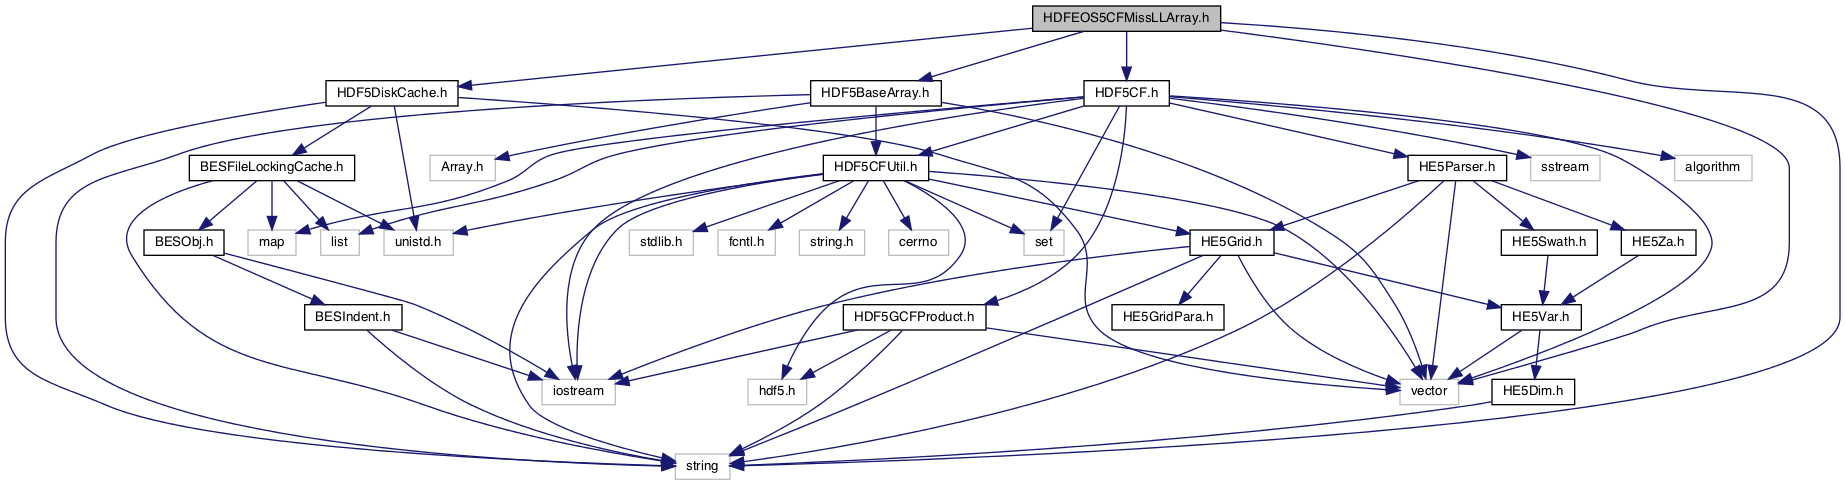 HDFEOS5CFMissLLArray.h
HDF5DiskCache.h
HDF5BaseArray.h
HDF5CF.h
BESFileLockingCache.h
Array.h
HDF5CFUtil.h
HE5Parser.h
sstream
algorithm
BESObj.h
map
list
unistd.h
stdlib.h
fcntl.h
string.h
cerrno
set
HE5Grid.h
HE5Swath.h
HE5Za.h
BESIndent.h
HDF5GCFProduct.h
HE5GridPara.h
HE5Var.h
iostream
hdf5.h
vector
HE5Dim.h
string